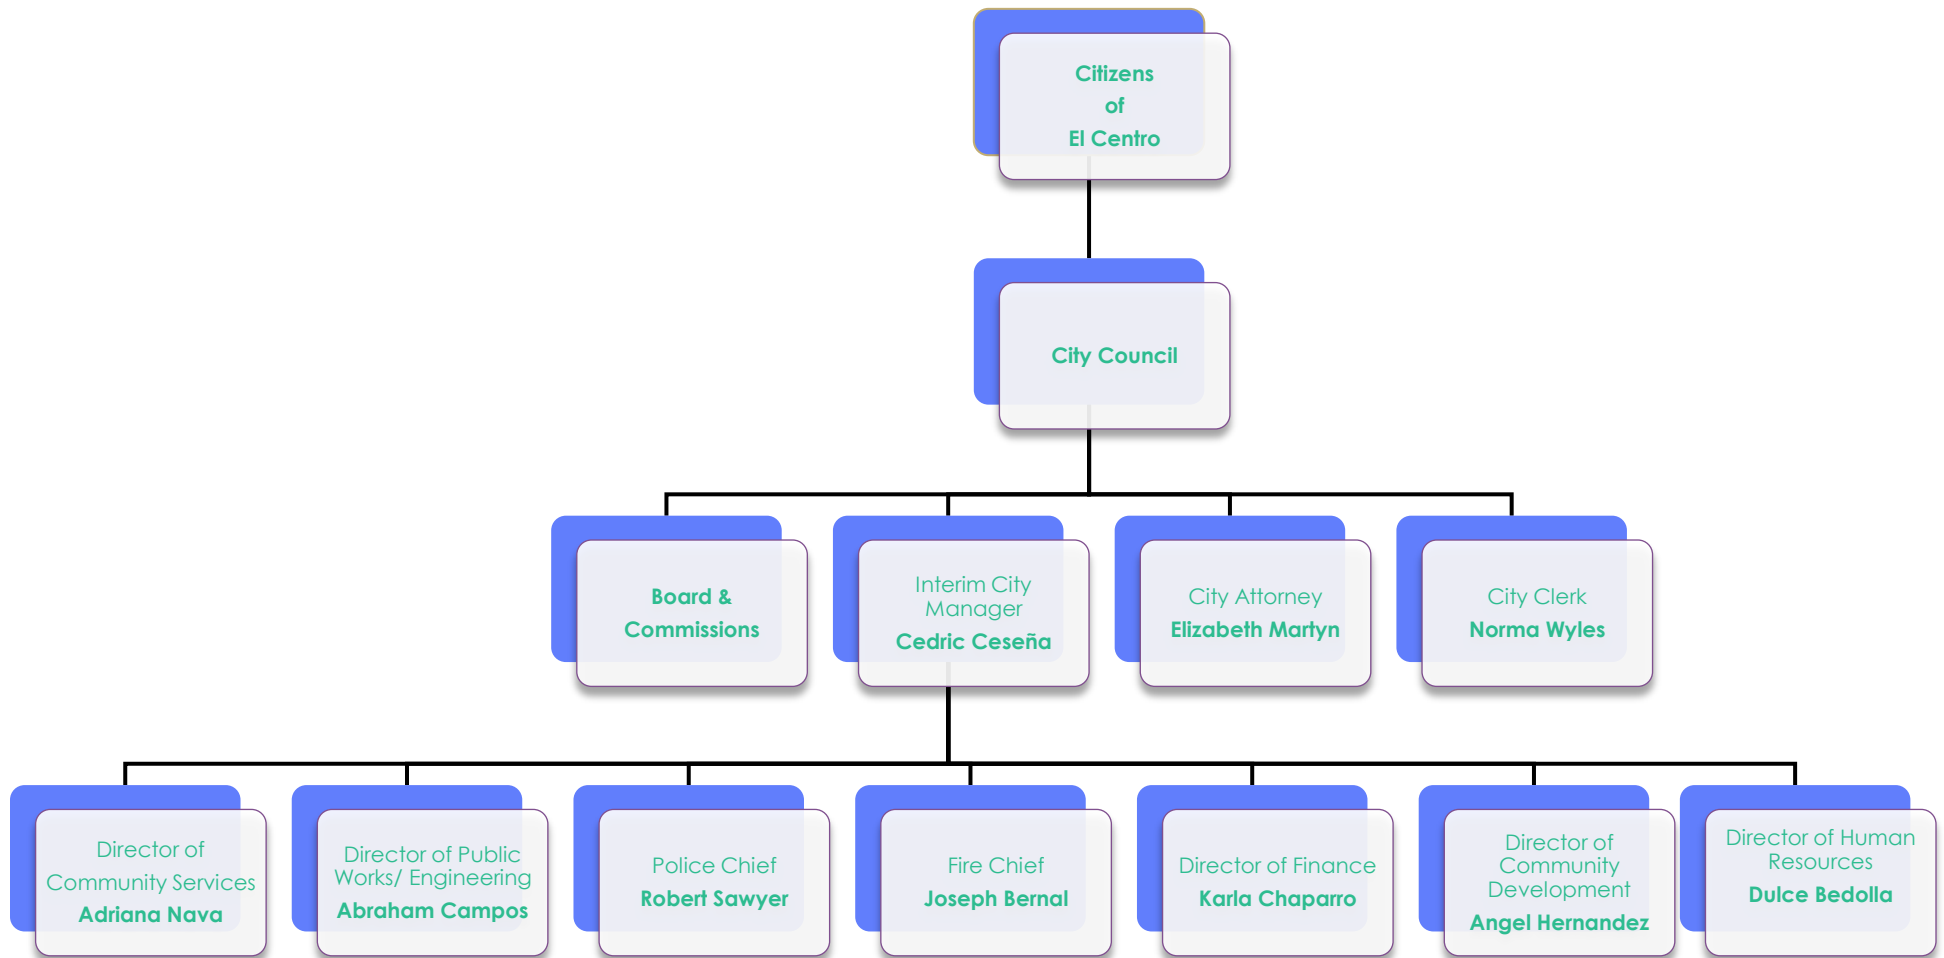 Citizens
of
El Centro
City Council
Board &
Commissions
Interim City
Manager
Cedric Ceseña
City Attorney
Elizabeth Martyn
City Clerk
Norma Wyles
Director of
Community Services
Adriana Nava
Director of Public
Works/ Engineering
Abraham Campos
Police Chief
Robert Sawyer
Fire Chief
Joseph Bernal
Director of Finance
Karla Chaparro
Director of
Community
Development
Angel Hernandez
Director of Human
Resources
Dulce Bedolla